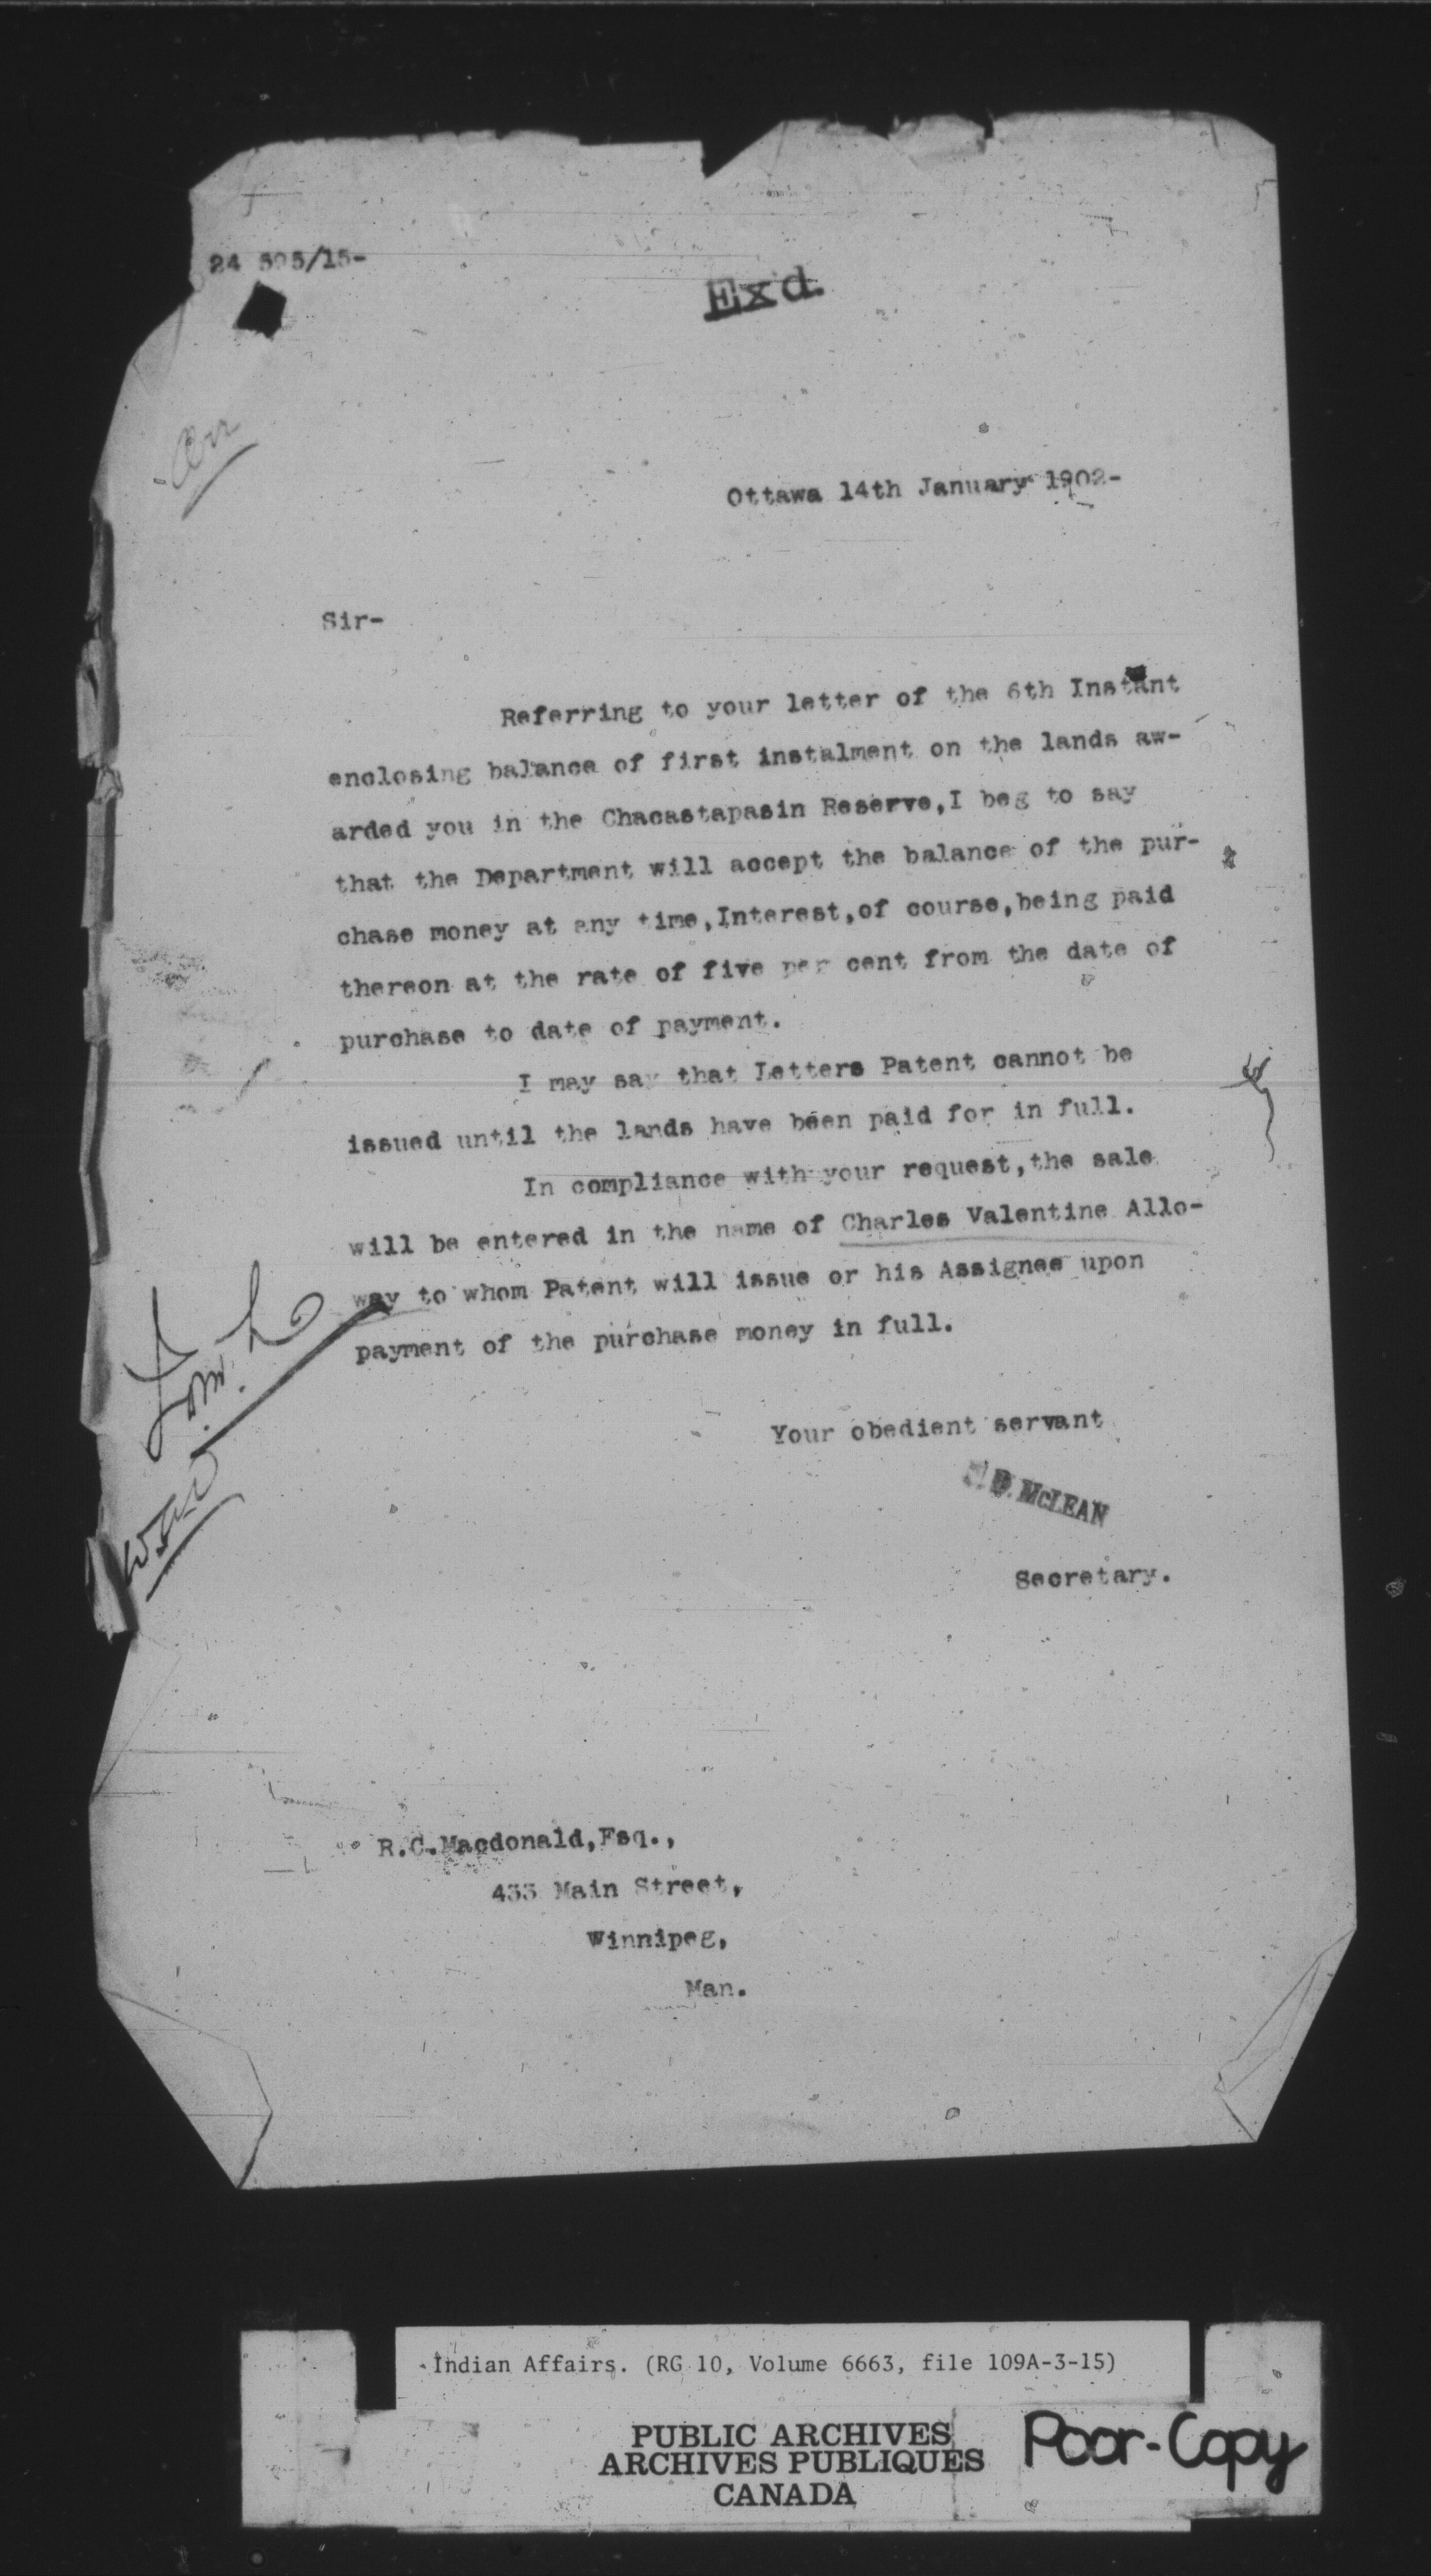 24 595/15-
Exd.
Ottawa 14th January 1902-
Sir-
Referring to your letter of the 6th Instant
enclosing balance of first instalment on the lands aw-
arded you in the Chacastapasin Reserve,I beg to say
that the Department will accept the balance of the pur-
chase money at any time,Interest,of course,being paid
thereon at the rate of five per cent from the date of
purchase to date of payment.
I may say that Letters Patent cannot be
issued until the lands have been paid for in full.
In compliance with your request,the sale
will be entered in the name of Charles Valentine Allo-
way to whom Patent will issue or his Assignee upon
payment of the purchase money in full.
Your obedient servant
J.D. McLEAN
Secretary.
R.C.Macdonald,Esq.,
433 Main Street,
Winnipeg,
Man.
Indian Affairs. (RG 10, Volume 6663, file 109A-3-15)
PUBLIC ARCHIVES
ARCHIVES PUBLIQUES
CANADA
Poor-Copy